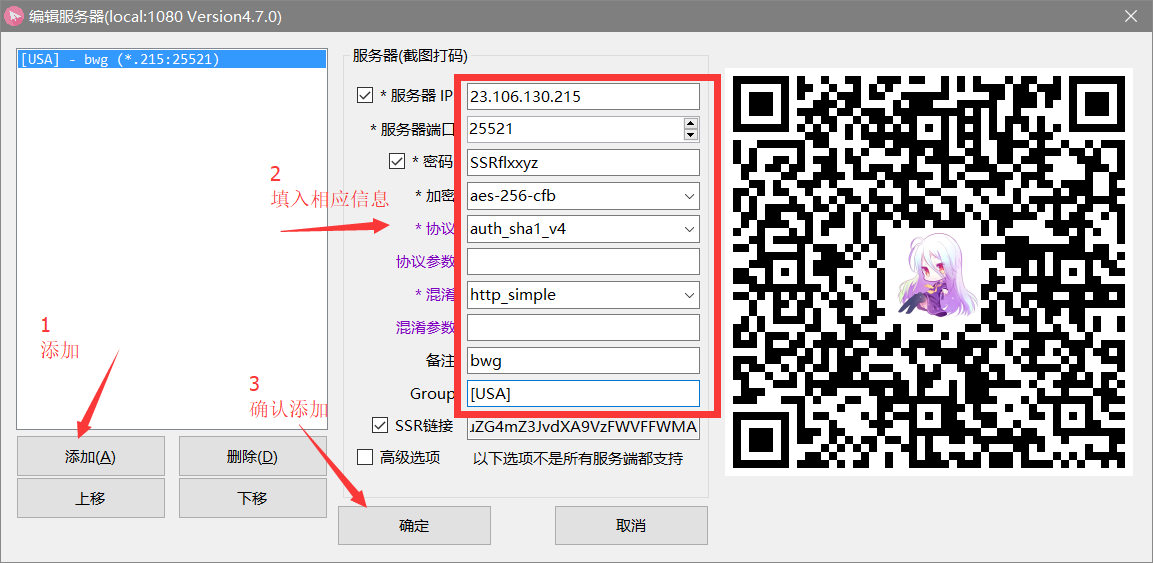 编辑服务器(local:1080 Version4.7.0)
[USA] - bwg (*.215:25521)
服务器(截图打码)
* 服务器 IP 23.106.130.215
* 服务器端口 25521
* 密码 SSRflxxyz
2
填入相应信息
* 加密 aes-256-cfb
* 协议 auth_sha1_v4
协议参数
* 混淆 http_simple
混淆参数
1
添加
备注 bwg
3
确认添加
Group [USA]
SSR链接 uZG4mZ3JvdXA9VzFWVFFWMA
添加(A)
删除(D)
高级选项 以下选项不是所有服务端都支持
上移
下移
确定
取消